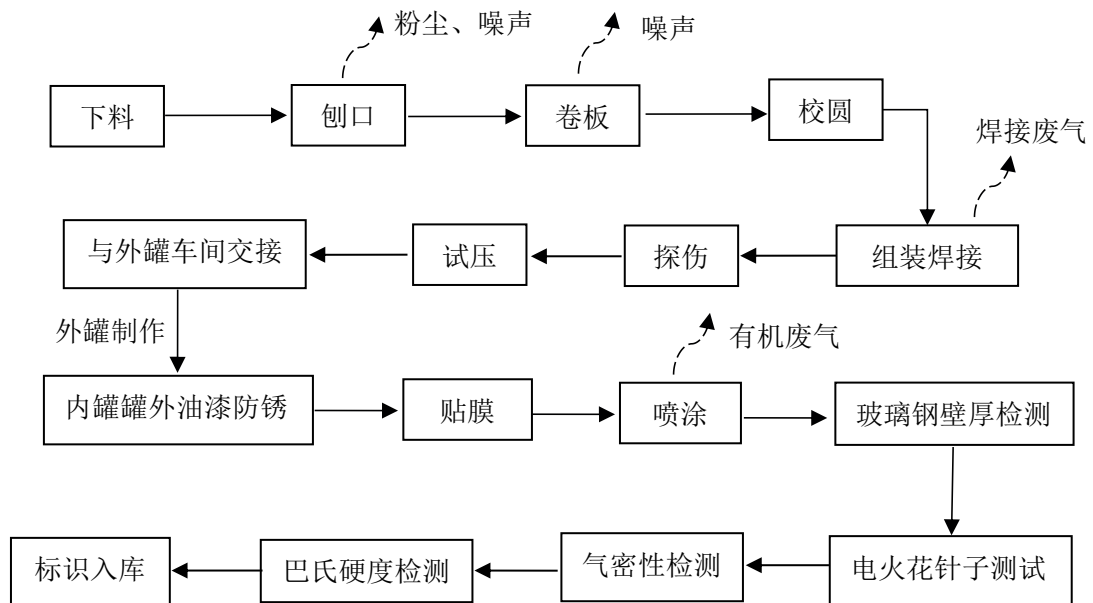 粉尘、噪声
噪声
下料
刨口
卷板
校圆
焊接废气
与外罐车间交接
试压
探伤
组装焊接
外罐制作
有机废气
内罐罐外油漆防锈
贴膜
喷涂
玻璃钢壁厚检测
标识入库
巴氏硬度检测
气密性检测
电火花针子测试